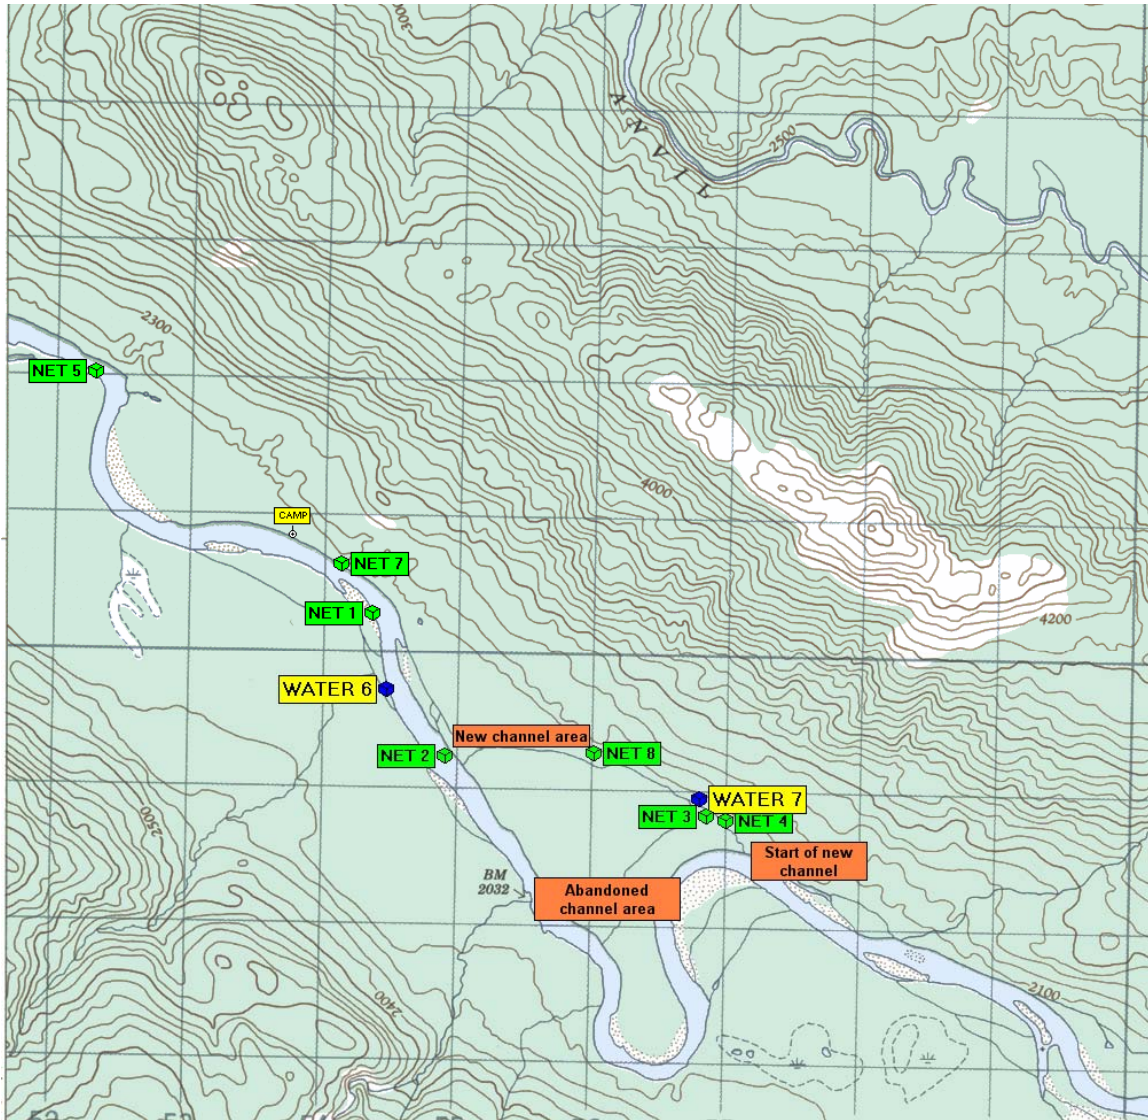 3000
ANVIL
2500
2300
NET 5
4000
CAMP
NET 7
NET 1
4200
WATER 6
New channel area
NET 2
NET 8
WATER 7
NET 3
NET 4
2500
Start of new
channel
BM
2032
Abandoned
channel area
2400
2100